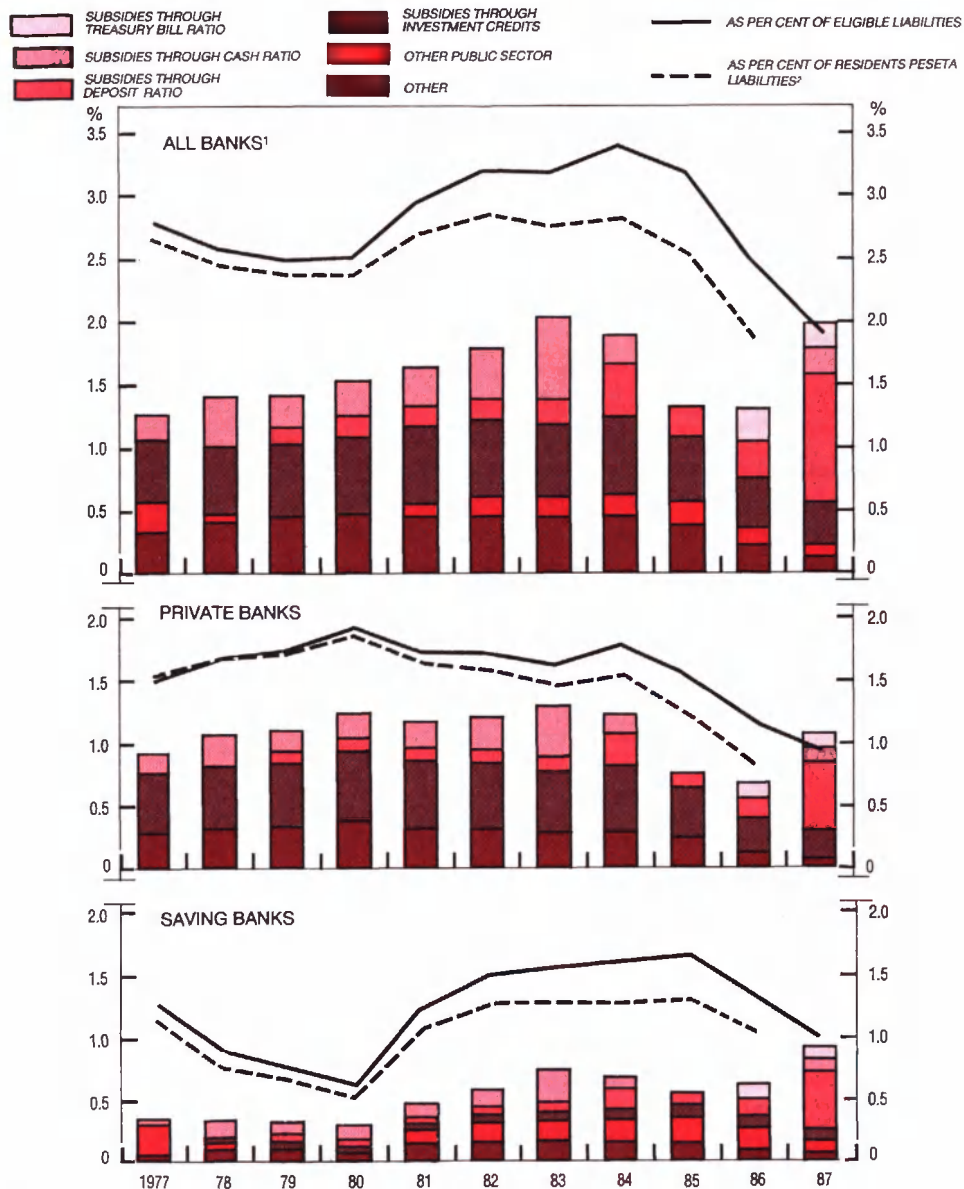 SUBSIDIES THROUGH
TREASURY BILL RATIO
SUBSIDIES THROUGH CASH RATIO
SUBSIDIES THROUGH
DEPOSIT RATIO
SUBSIDIES THROUGH
INVESTMENT CREDITS
OTHER PUBLIC SECTOR
OTHER
AS PER CENT OF ELIGIBLE LIABILITIES
AS PER CENT OF RESIDENTS PESETA
LIABILITIES²
% %
ALL BANKS¹
3.5 3.5
3.0 3.0
2.5 2.5
2.0 2.0
1.5 1.5
1.0 1.0
0.5 0.5
0 0
PRIVATE BANKS
2.0 2.0
1.5 1.5
1.0 1.0
0.5 0.5
0 0
SAVING BANKS
2.0 2.0
1.5 1.5
1.0 1.0
0.5 0.5
0 0
1977 78 79 80 81 82 83 84 85 86 87